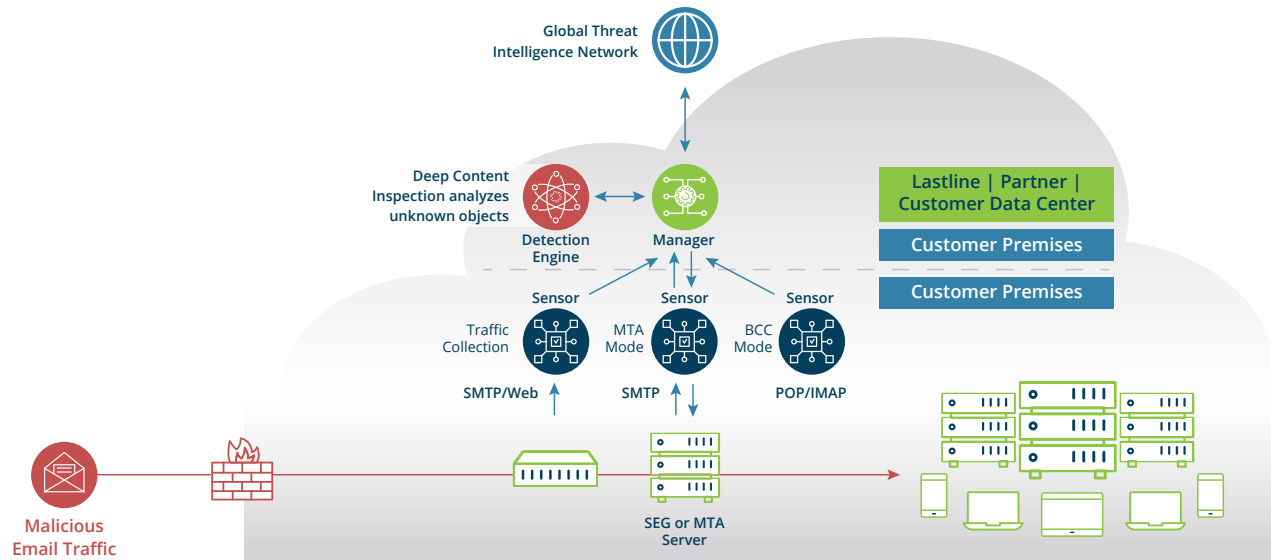 Global Threat
Intelligence Network
Deep Content
Inspection analyzes
unknown objects
Detection
Engine
Manager
Lastline | Partner |
Customer Data Center
Customer Premises
Customer Premises
Sensor
Sensor
Sensor
Traffic
Collection
MTA
Mode
BCC
Mode
SMTP/Web
SMTP
POP/IMAP
SEG or MTA
Server
Malicious
Email Traffic